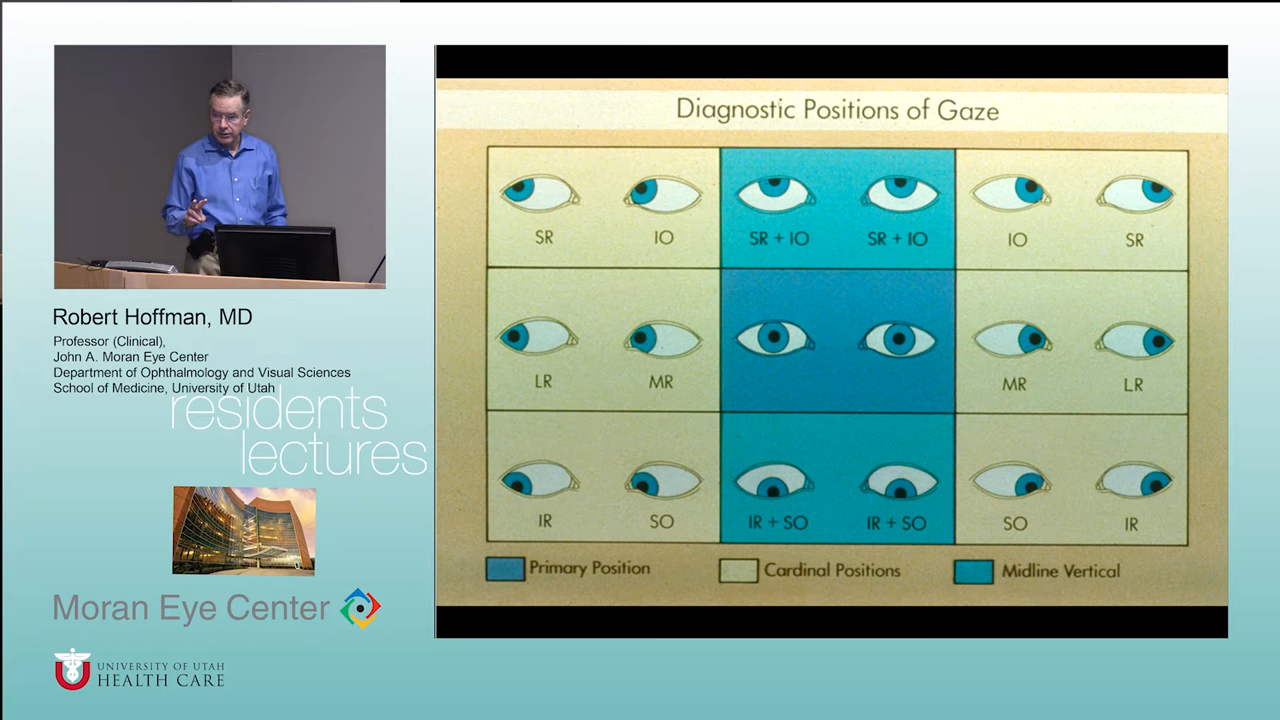 Robert Hoffman, MD
Professor (Clinical),
John A. Moran Eye Center
Department of Ophthalmology and Visual Sciences
School of Medicine, University of Utah
residents
lectures
Moran Eye Center
UNIVERSITY OF UTAH
HEALTH CARE
Diagnostic Positions of Gaze
SR IO SR + IO SR + IO IO SR
LR MR MR LR
IR SO IR + SO IR + SO SO IR
Primary Position Cardinal Positions Midline Vertical